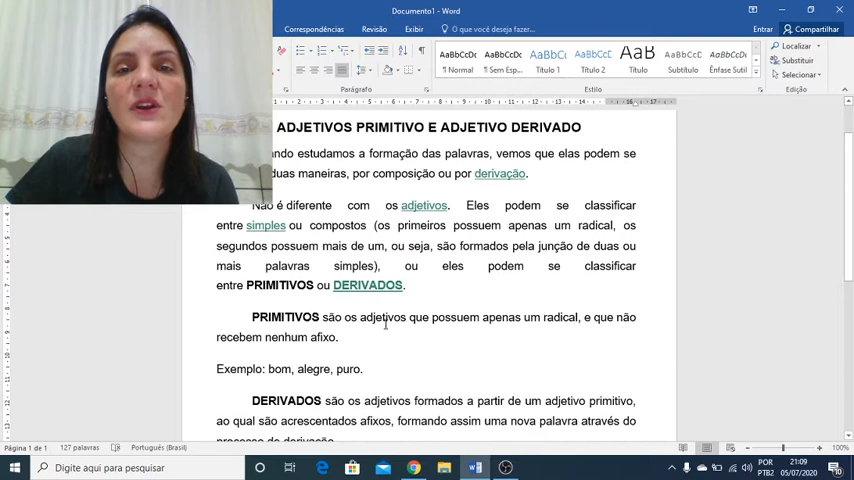 Documento1 - Word
Correspondências Revisão Exibir O que você deseja fazer... Entrar Compartilhar
AaBbCcDc AaBbCcDc AaBbCc AaBbCcC AaBb AaBbCcD AaBbCcDc
¶ Normal ¶ Sem Esp... Título 1 Título 2 Título Subtítulo Ênfase Sutil
Localizar
Substituir
Selecionar
Parágrafo Estilo Edição
ADJETIVOS PRIMITIVO E ADJETIVO DERIVADO
estudamos a formação das palavras, vemos que elas podem se
duas maneiras, por composição ou por derivação.
Não é diferente com os adjetivos. Eles podem se classificar
entre simples ou compostos (os primeiros possuem apenas um radical, os
segundos possuem mais de um, ou seja, são formados pela junção de duas ou
mais palavras simples), ou eles podem se classificar
entre PRIMITIVOS ou DERIVADOS.
PRIMITIVOS são os adjetivos que possuem apenas um radical, e que não
recebem nenhum afixo.
Exemplo: bom, alegre, puro.
DERIVADOS são os adjetivos formados a partir de um adjetivo primitivo,
ao qual são acrescentados afixos, formando assim uma nova palavra através do
processo de derivação.
Página 1 de 1 127 palavras Português (Brasil) 100%
Digite aqui para pesquisar
POR
PTB2
21:09
05/07/2020
10